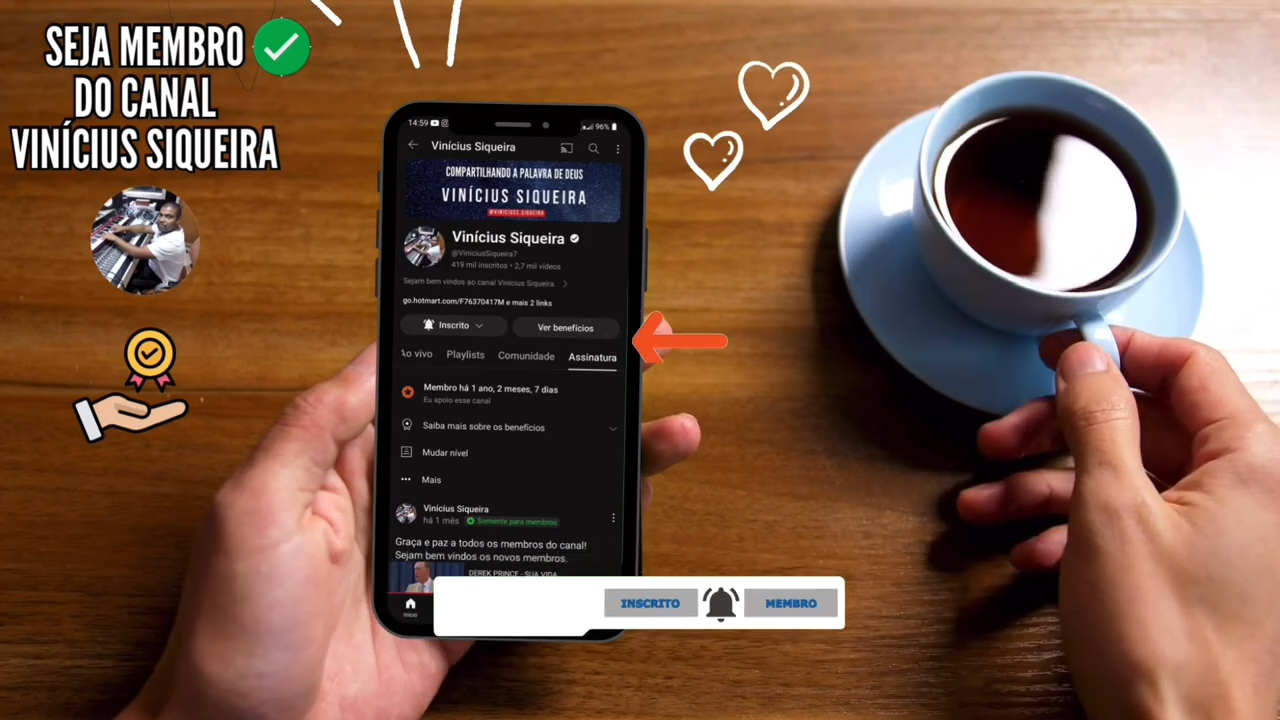 SEJA MEMBRO
DO CANAL
VINÍCIUS SIQUEIRA
14:59
96%
Vinícius Siqueira
COMPARTILHANDO A PALAVRA DE DEUS
VINÍCIUS SIQUEIRA
@VINICIUSS SIQUEIRA
Vinícius Siqueira
@ViniciusSiqueira7
419 mil inscritos • 2,7 mil vídeos
Sejam bem vindos ao canal Vinícius Siqueira.
go.hotmart.com/F76370417M e mais 2 links
Inscrito
Ver benefícios
Ao vivo Playlists Comunidade Assinatura
Membro há 1 ano, 2 meses, 7 dias
Eu apoio esse canal
Saiba mais sobre os benefícios
Mudar nível
Mais
Vinícius Siqueira
há 1 mês Somente para membros
Graça e paz a todos os membros do canal!
Sejam bem vindos os novos membros.
DEREK PRINCE - SUA VIDA
Início
INSCRITO MEMBRO